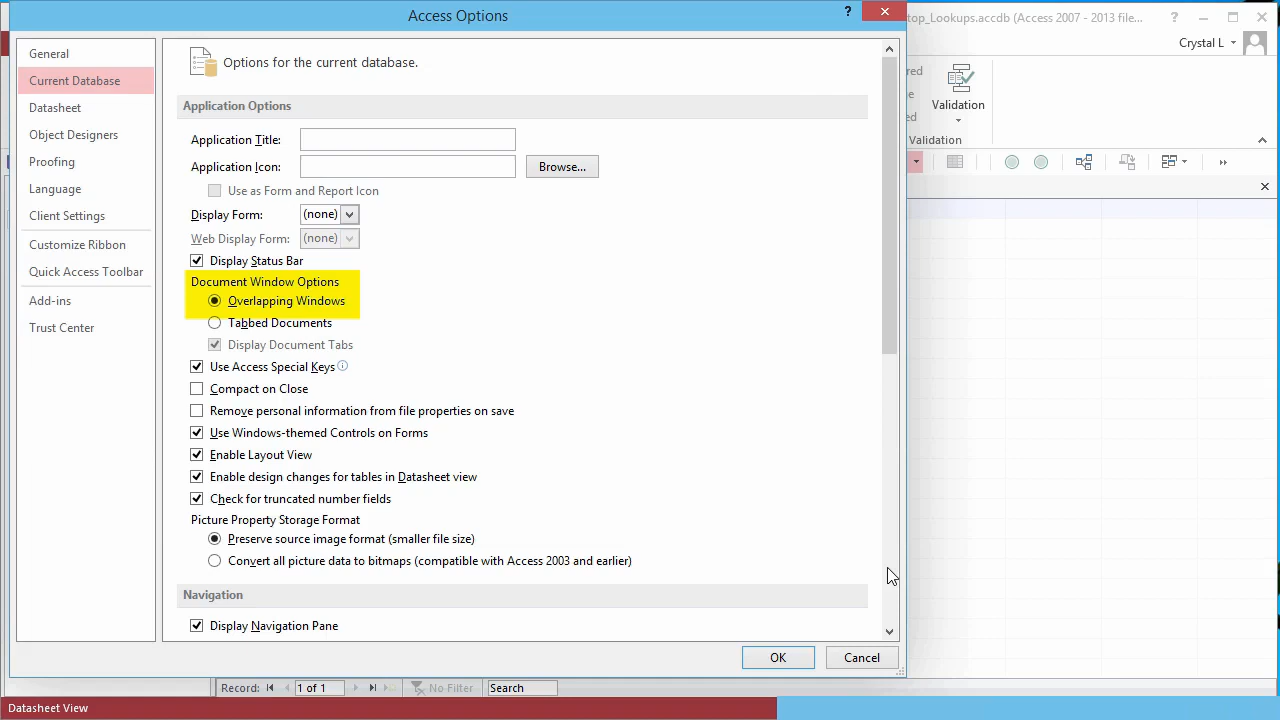 Access Options
?
top_Lookups.accdb (Access 2007 - 2013 file...
?
Crystal L
General
Current Database
Datasheet
Object Designers
Proofing
Language
Client Settings
Customize Ribbon
Quick Access Toolbar
Add-ins
Trust Center
Options for the current database.
Application Options
Application Title:
Application Icon:
Browse...
Use as Form and Report Icon
Display Form:
(none)
Web Display Form:
(none)
Display Status Bar
Document Window Options
Overlapping Windows
Tabbed Documents
Display Document Tabs
Use Access Special Keys
Compact on Close
Remove personal information from file properties on save
Use Windows-themed Controls on Forms
Enable Layout View
Enable design changes for tables in Datasheet view
Check for truncated number fields
Picture Property Storage Format
Preserve source image format (smaller file size)
Convert all picture data to bitmaps (compatible with Access 2003 and earlier)
Navigation
Display Navigation Pane
OK
Cancel
Validation
Validation
Record:
1 of 1
No Filter
Search
Datasheet View